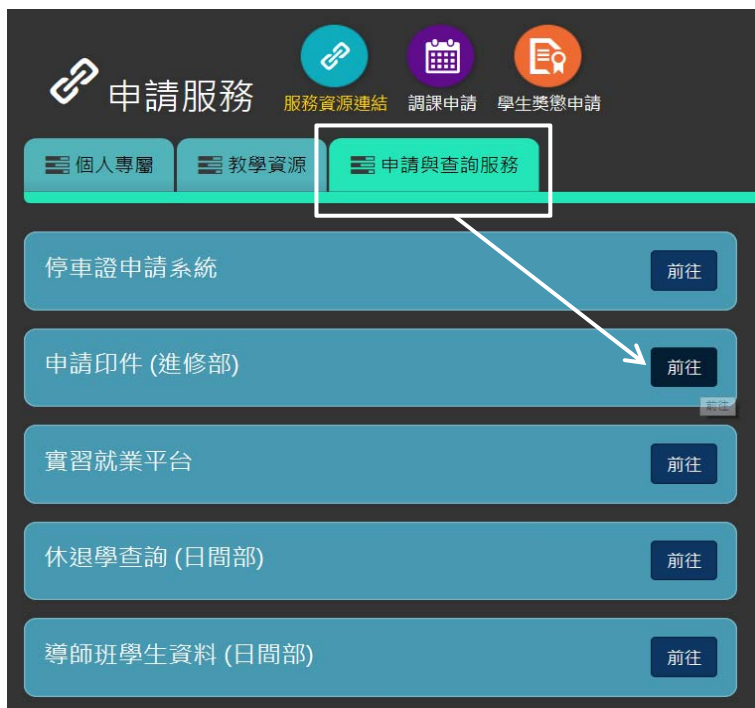 申請服務
服務資源連結 調課申請 學生獎懲申請
個人專屬 教學資源 申請與查詢服務
停車證申請系統 前往
申請印件 (進修部) 前往
前往
實習就業平台 前往
休退學查詢 (日間部) 前往
導師班學生資料 (日間部) 前往